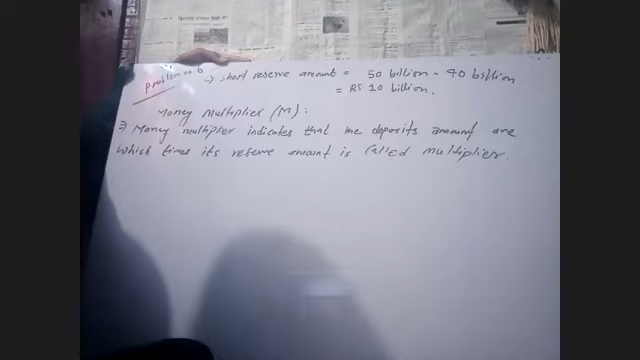 Problem no 6
⇒ short reserve amount = 50 billion - 40 billion
= RS 10 billion.
Money Multiplier (M):
⇒ Money multiplier indicates that the deposits amount are
which times its reserve amount is called multiplier.